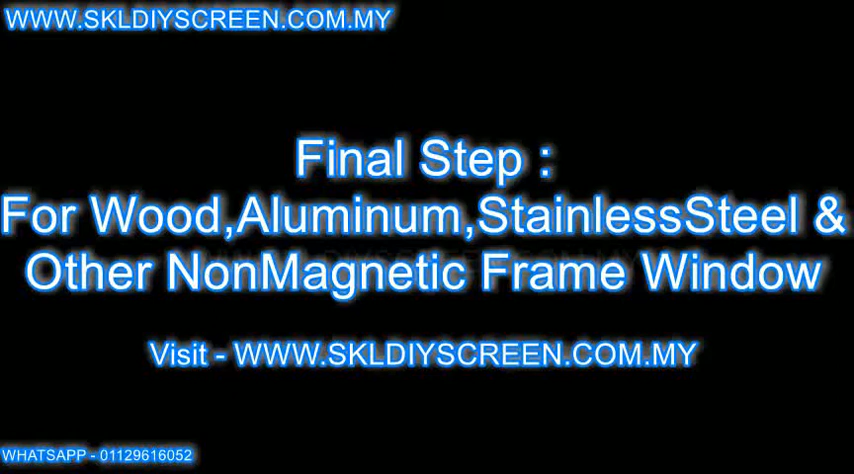 WWW.SKLDIYSCREEN.COM.MY
Final Step :
For Wood,Aluminum,StainlessSteel &
Other NonMagnetic Frame Window
Visit - WWW.SKLDIYSCREEN.COM.MY
WHATSAPP - 01129616052